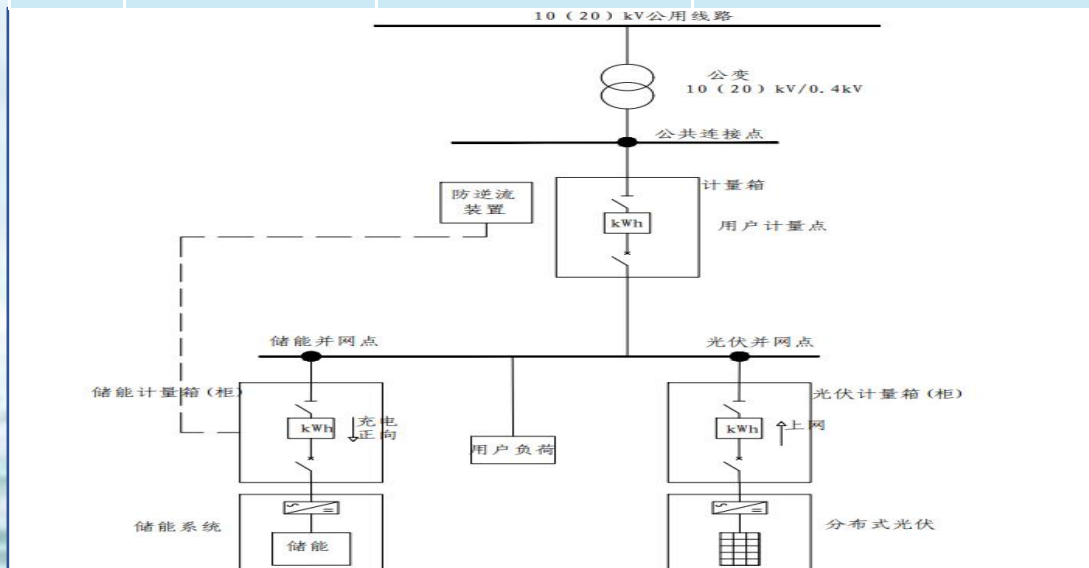 10（20）kV公用线路
公变
10（20）kV/0.4kV
公共连接点
防逆流
装置
计量箱
kWh
用户计量点
储能并网点
光伏并网点
储能计量箱(柜)
kWh
充电
正向
用户负荷
光伏计量箱(柜)
kWh
上网
储能系统
储能
分布式光伏